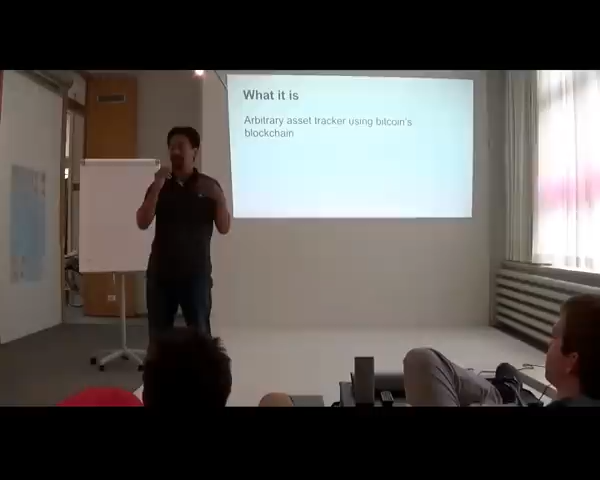 What it is
Arbitrary asset tracker using bitcoin's
blockchain